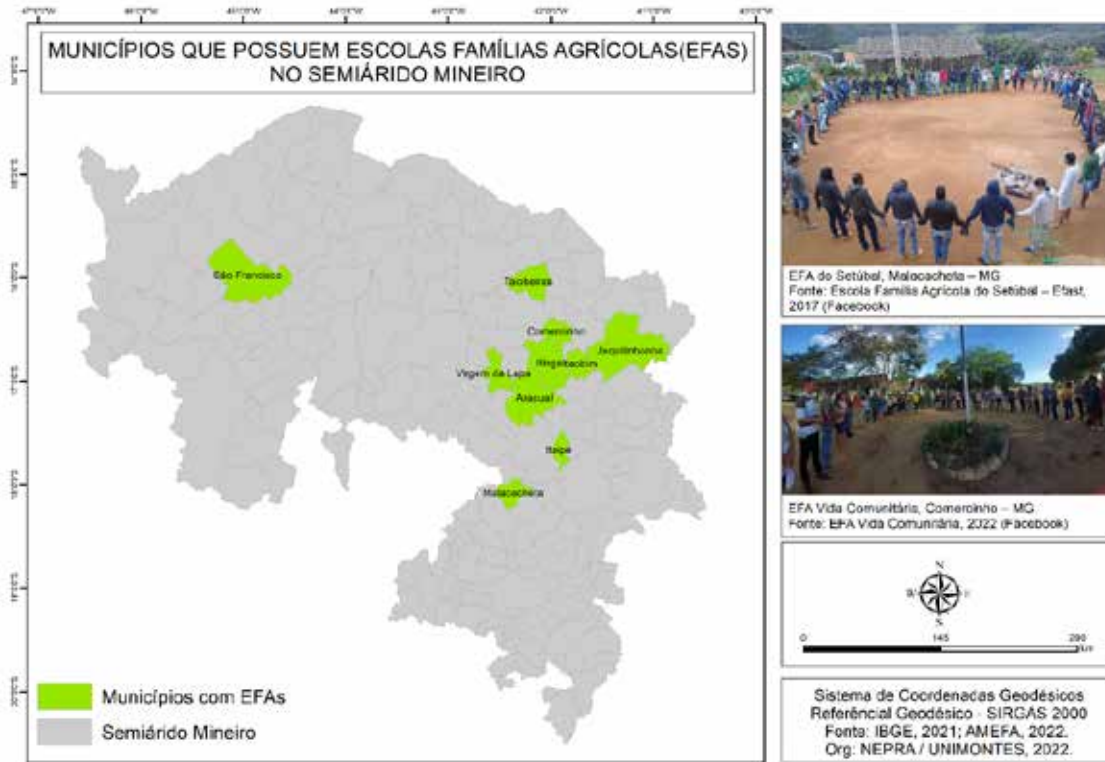 MUNICÍPIOS QUE POSSUEM ESCOLAS FAMÍLIAS AGRÍCOLAS(EFAS)
NO SEMIÁRIDO MINEIRO
São Francisco
Taiobeiras
Comercinho
Jequitinhonha
Itinga
Itaobim
Virgem da Lapa
Araçuaí
Itaipé
Malacacheta
Municípios com EFAs
Semiárido Mineiro
EFA do Setúbal, Malacacheta – MG
Fonte: Escola Família Agrícola do Setúbal – Efast,
2017 (Facebook)
EFA Vida Comunitária, Comercinho – MG
Fonte: EFA Vida Comunitária, 2022 (Facebook)
N
W
E
S
0
145
290
Km
Sistema de Coordenadas Geodésicos
Referêncial Geodésico - SIRGAS 2000
Fonte: IBGE, 2021; AMEFA, 2022.
Org: NEPRA / UNIMONTES, 2022.